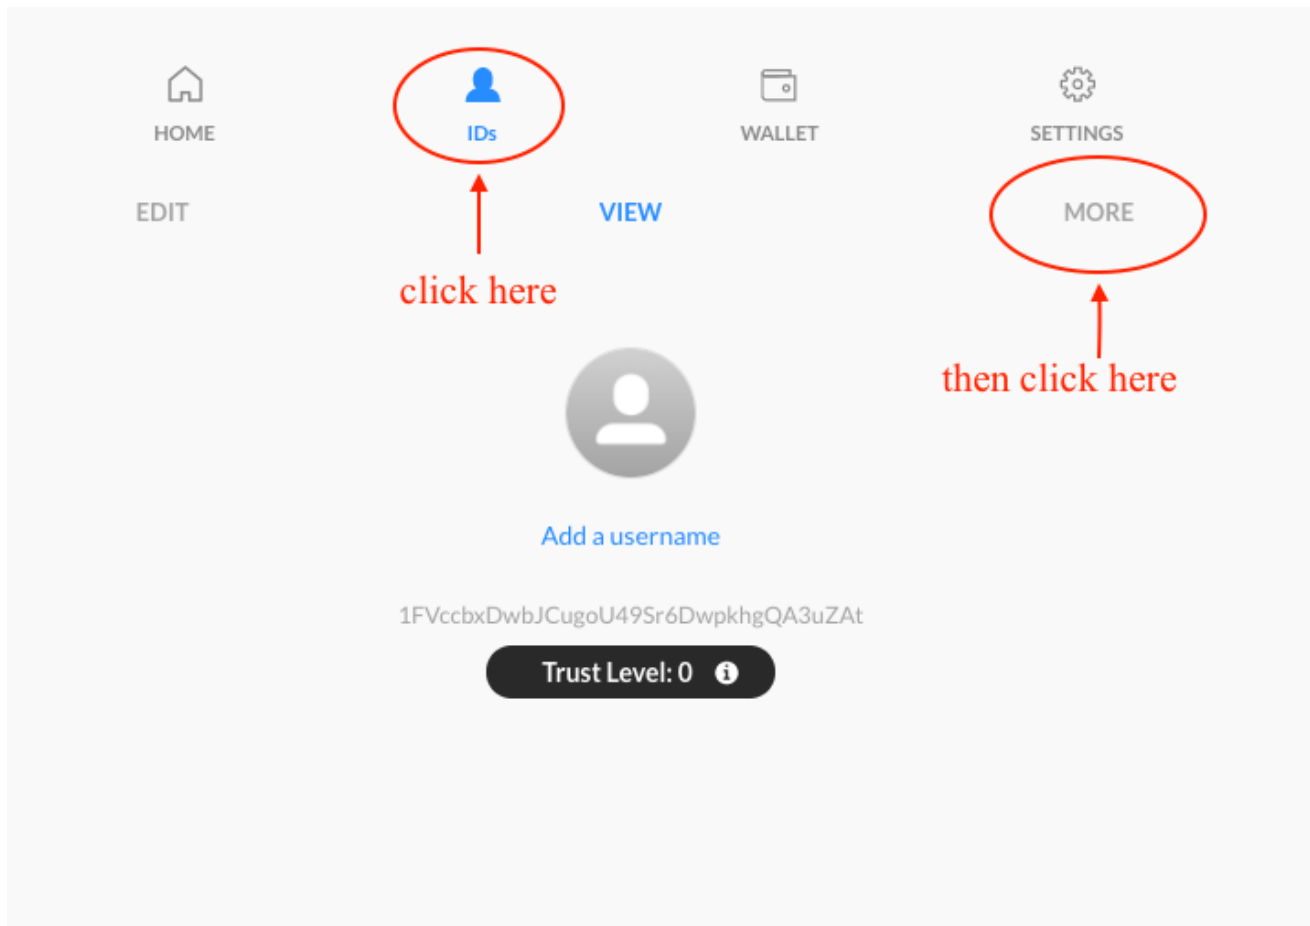 HOME IDs WALLET SETTINGS
EDIT VIEW MORE
click here
then click here
Add a username
1FVccbxDwbJCugoU49Sr6DwpkhgQA3uZAt
Trust Level: 0 i